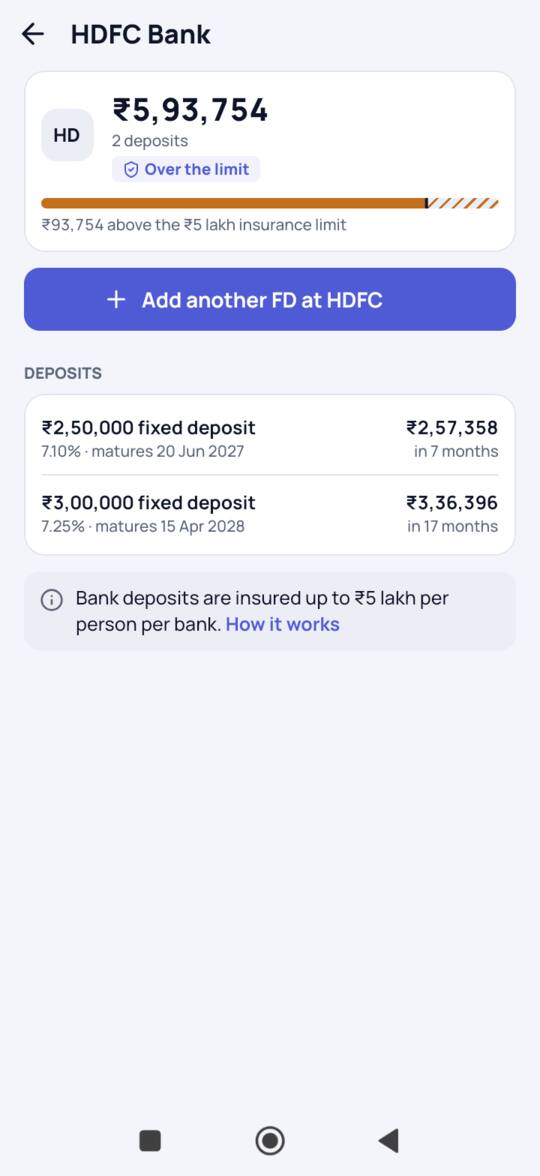 HDFC Bank
HD
₹5,93,754
2 deposits
Over the limit
₹93,754 above the ₹5 lakh insurance limit
Add another FD at HDFC
DEPOSITS
₹2,50,000 fixed deposit
₹2,57,358
7.10% · matures 20 Jun 2027
in 7 months
₹3,00,000 fixed deposit
₹3,36,396
7.25% · matures 15 Apr 2028
in 17 months
Bank deposits are insured up to ₹5 lakh per
person per bank. How it works